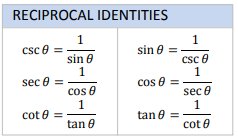 RECIPROCAL IDENTITIES
csc θ = 1/sin θ    sin θ = 1/csc θ
sec θ = 1/cos θ    cos θ = 1/sec θ
cot θ = 1/tan θ    tan θ = 1/cot θ